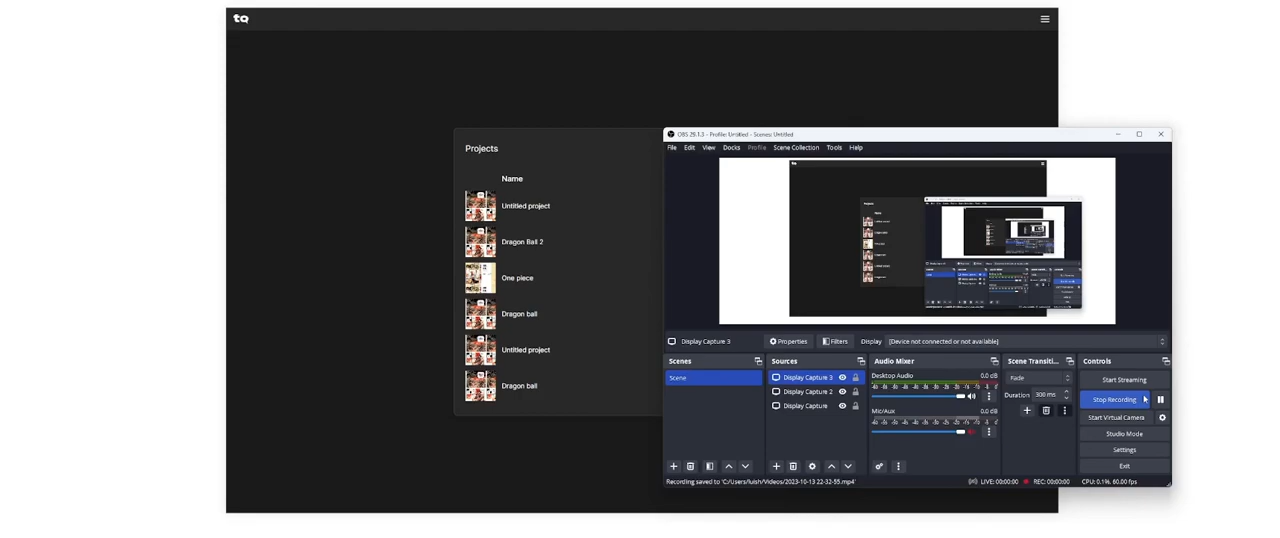 tq
Projects
Name
Untitled project
Dragon Ball 2
One piece
Dragon ball
Untitled project
Dragon ball
OBS 29.1.3 - Profile: Untitled - Scenes: Untitled
File Edit View Docks Profile Scene Collection Tools Help
Display Capture 3 Properties Filters Display [Device not connected or not available]
Scenes
Scene
Sources
Display Capture 3
Display Capture 2
Display Capture
Audio Mixer
Desktop Audio 0.0 dB
Mic/Aux 0.0 dB
Scene Transiti...
Fade
Duration 300 ms
Controls
Start Streaming
Stop Recording
Start Virtual Camera
Studio Mode
Settings
Exit
Recording saved to 'C:/Users/luish/Videos/2023-10-13 22-32-55.mp4' LIVE: 00:00:00 REC: 00:00:00 CPU: 0.1%, 60.00 fps